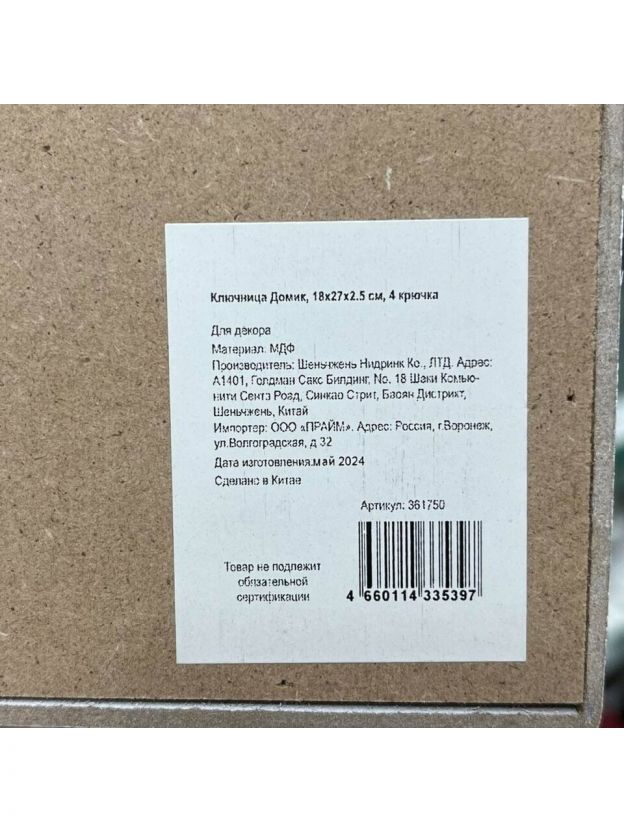 Ключница Домик, 18х27х2.5 см, 4 крючка
Для декора
Материал: МДФ
Производитель: Шеньчжень Нидринк Ко., ЛТД. Адрес:
А1401, Голдман Сакс Билдинг, No. 18 Шаки Комью-
нити Сентэ Роад, Синкао Стрит, Баоян Дистрикт,
Шеньчжень, Китай
Импортер: ООО «ПРАЙМ». Адрес: Россия, г.Воронеж,
ул.Волгоградская, д 32
Дата изготовления:май 2024
Сделано в Китае
Артикул: 361750
Товар не подлежит
обязательной
сертификации
4 660114 335397